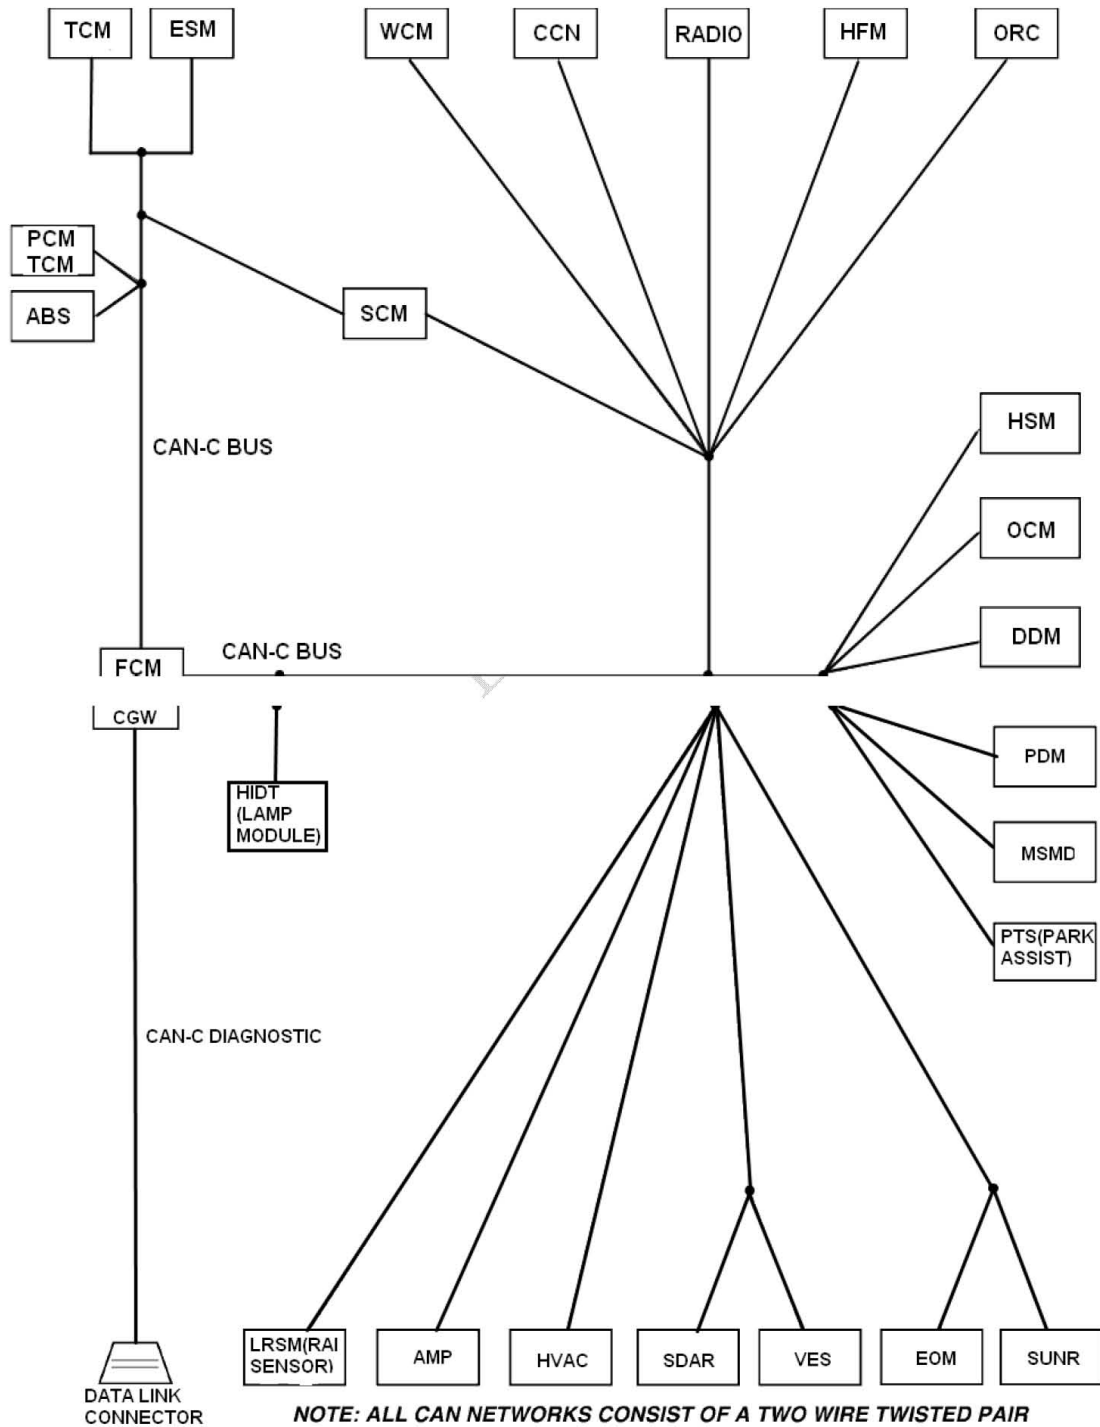 TCM
ESM
WCM
CCN
RADIO
HFM
ORC
PCM
TCM
ABS
SCM
HSM
CAN-C BUS
OCM
DDM
CAN-C BUS
FCM
CGW
PDM
HIDT
(LAMP
MODULE)
MSMD
PTS(PARK
ASSIST)
CAN-C DIAGNOSTIC
LRSM(RAI
SENSOR)
AMP
HVAC
SDAR
VES
EOM
SUNR
DATA LINK
CONNECTOR
NOTE: ALL CAN NETWORKS CONSIST OF A TWO WIRE TWISTED PAIR